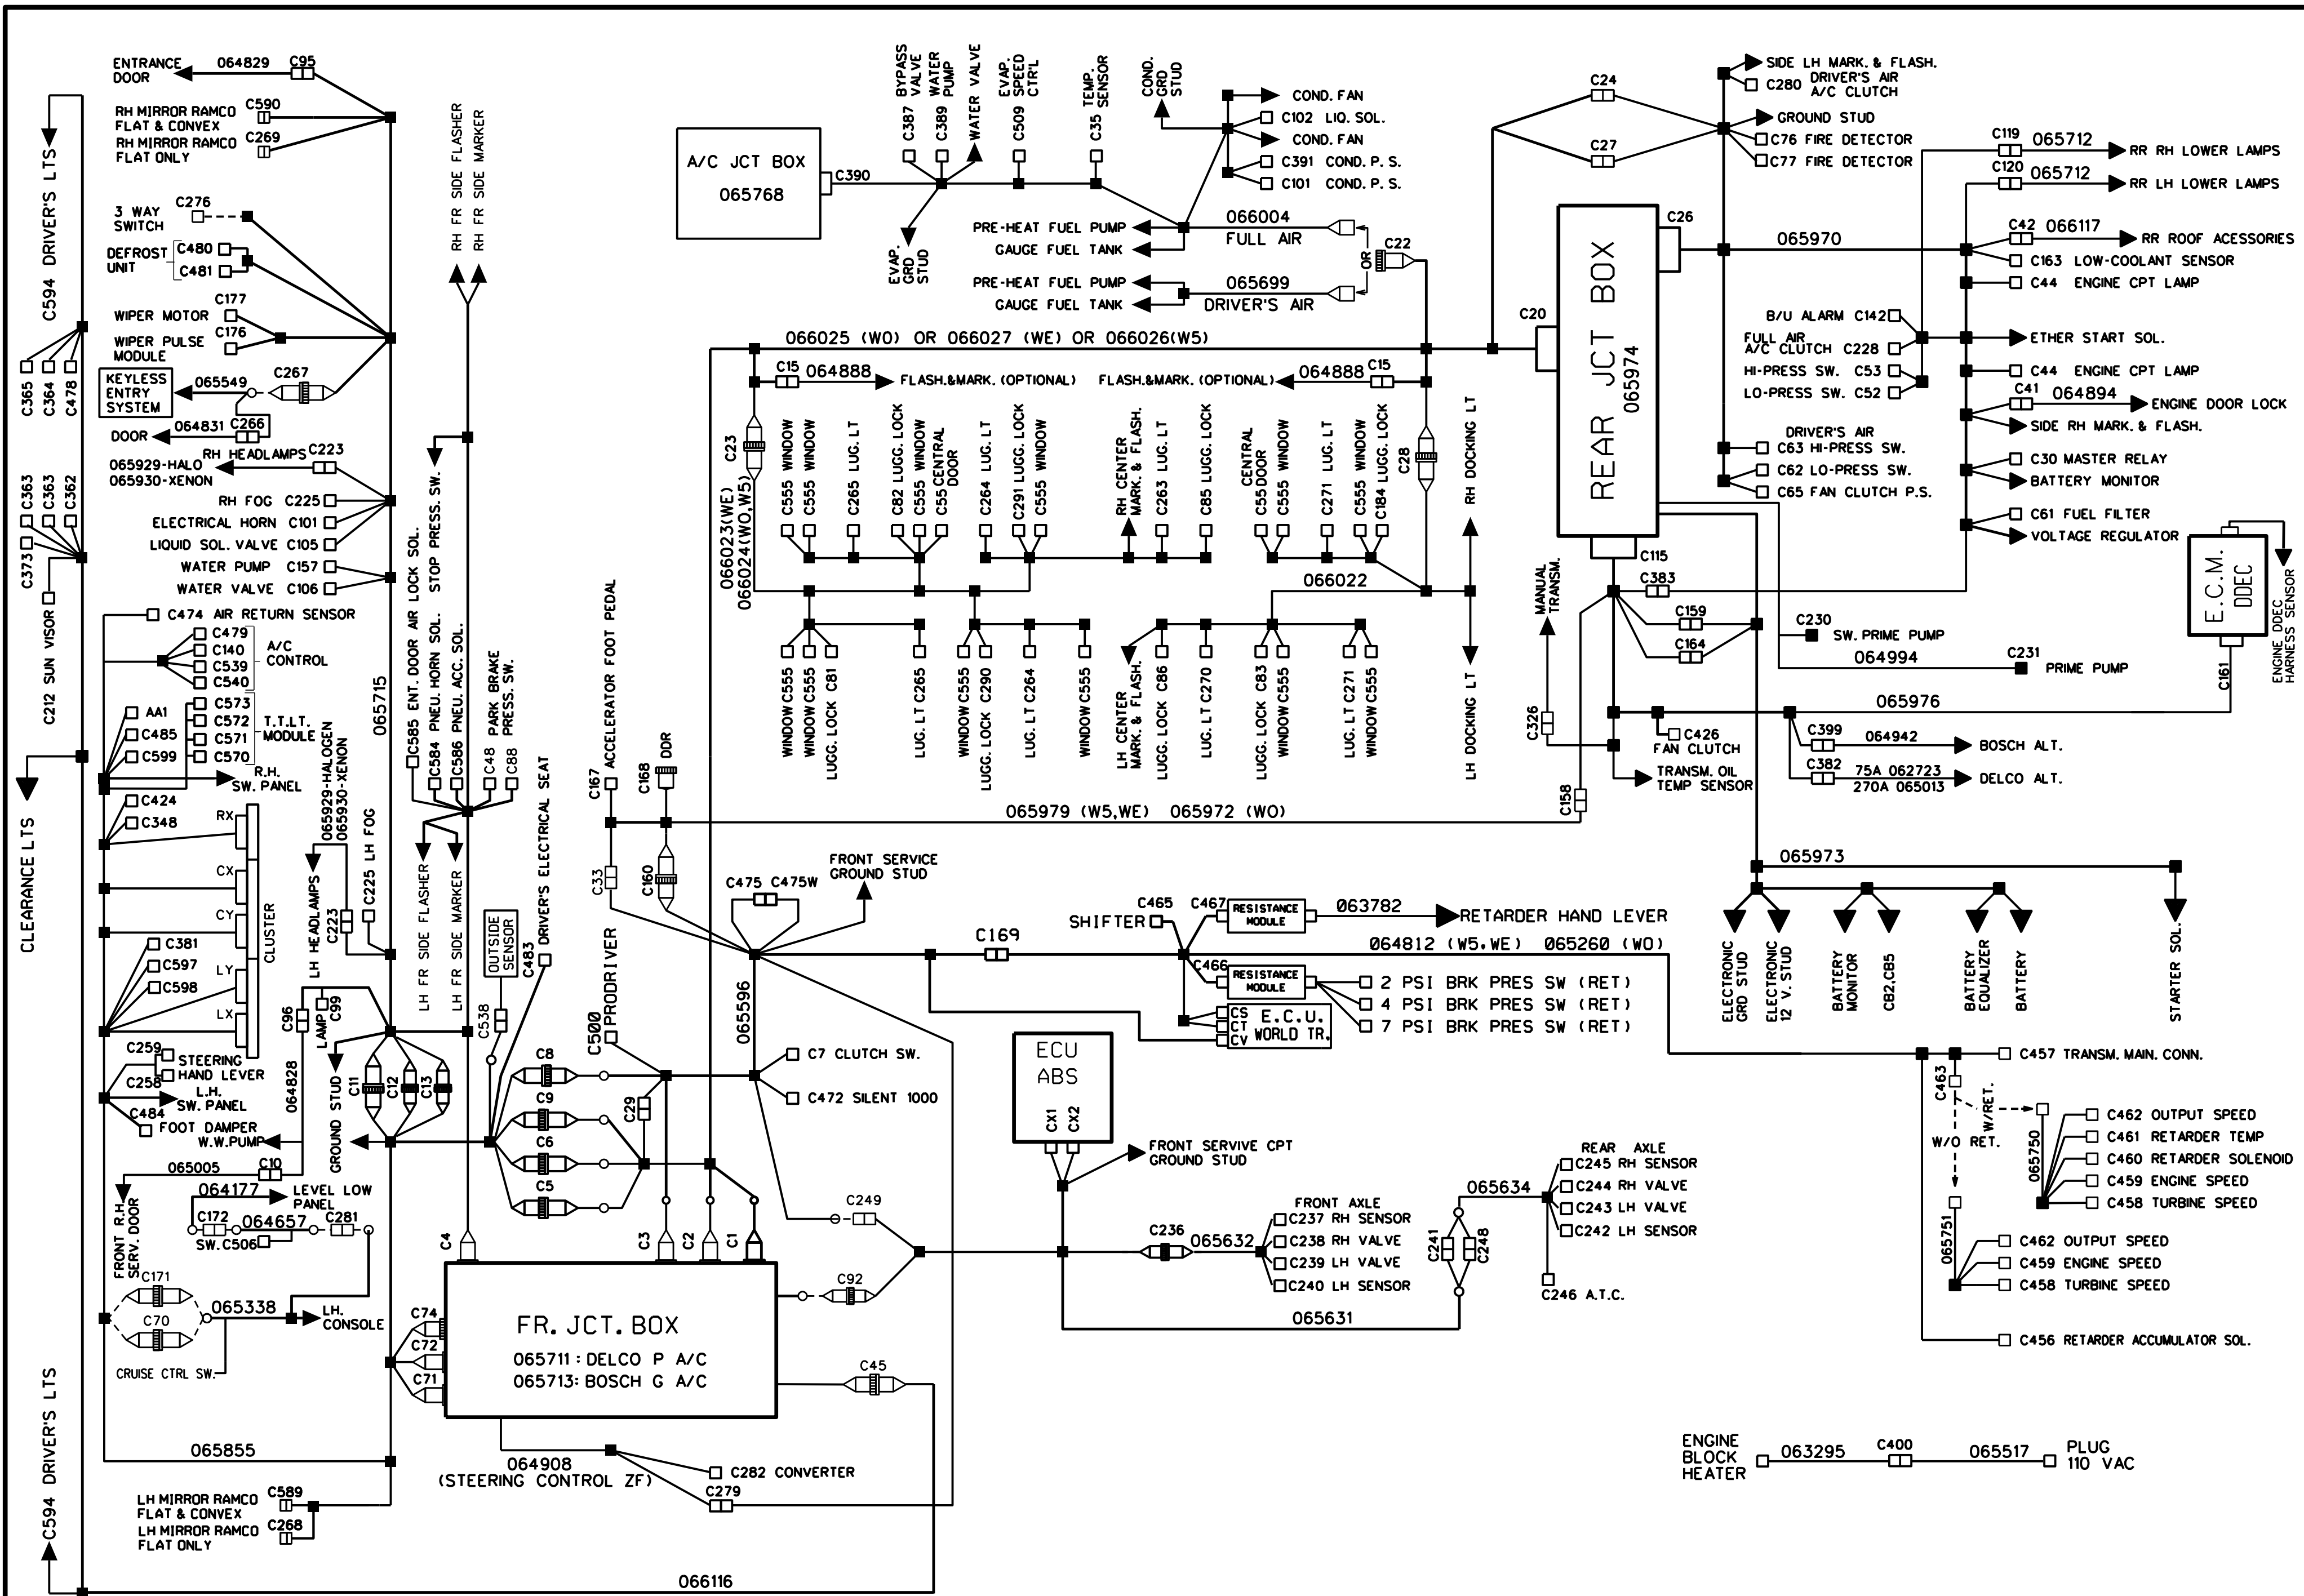 ENTRANCE
DOOR
064829
C95
RH MIRROR RAMCO
FLAT & CONVEX
C590
RH MIRROR RAMCO
FLAT ONLY
C269
C594 DRIVER'S LTS
3 WAY
SWITCH
C276
DEFROST
UNIT
C480
C481
WIPER MOTOR
C177
WIPER PULSE
MODULE
C176
KEYLESS
ENTRY
SYSTEM
065549
C267
DOOR
064831
C266
RH HEADLAMPS
C223
065929-HALO
065930-XENON
RH FOG C225
ELECTRICAL HORN C101
LIQUID SOL. VALVE C105
WATER PUMP C157
WATER VALVE C106
C365
C364
C478
C363
C363
C362
C373
C212 SUN VISOR
CLEARANCE LTS
C594 DRIVER'S LTS
C474 AIR RETURN SENSOR
C479
C140
C539
C540
A/C
CONTROL
AA1
C485
C599
C573
C572
C571
C570
T.T.LT.
MODULE
R.H.
SW. PANEL
C424
C348
RX
CX
CY
LY
LX
CLUSTER
C381
C597
C598
C259
STEERING
HAND LEVER
C258
L.H.
SW. PANEL
C484
FOOT DAMPER
W.W.PUMP
065005
C10
064177
LEVEL LOW
PANEL
C172
064657
C281
SW. C506
FRONT R.H.
SERV. DOOR
C171
065338
C70
LH.
CONSOLE
CRUISE CTRL SW.
065855
LH MIRROR RAMCO
FLAT & CONVEX
C589
LH MIRROR RAMCO
FLAT ONLY
C268
065715
065929-HALOGEN
065930-XENON
LH HEADLAMPS
C223
C225 LH FOG
C96
LAMP C99
064828
GROUND STUD
C11
C12
C13
RH FR SIDE FLASHER
RH FR SIDE MARKER
STOP PRESS. SW.
C585 ENT. DOOR AIR LOCK SOL.
C584 PNEU. HORN SOL.
C586 PNEU. ACC. SOL.
C48 PARK BRAKE
C88 PRESS. SW.
LH FR SIDE FLASHER
LH FR SIDE MARKER
OUTSIDE
SENSOR
C538
C483 DRIVER'S ELECTRICAL SEAT
C500 PRODRIVER
C8
C9
C6
C5
C29
C4
C3
C2
C1
C74
C72
C71
FR. JCT. BOX
065711 : DELCO P A/C
065713: BOSCH G A/C
C249
C92
C45
064908
(STEERING CONTROL ZF)
C282 CONVERTER
C279
066116
A/C JCT BOX
065768
C390
C387 BYPASS
VALVE
C389 WATER
PUMP
WATER VALVE
C509 EVAP.
SPEED
CTR'L
C35 TEMP.
SENSOR
COND.
GRD
STUD
EVAP.
GRD
STUD
COND. FAN
C102 LIQ. SOL.
COND. FAN
C391 COND. P. S.
C101 COND. P. S.
PRE-HEAT FUEL PUMP
GAUGE FUEL TANK
066004
FULL AIR
PRE-HEAT FUEL PUMP
GAUGE FUEL TANK
065699
DRIVER'S AIR
OR
C22
066025 (WO) OR 066027 (WE) OR 066026(W5)
C15
064888
FLASH.&MARK. (OPTIONAL)
FLASH.&MARK. (OPTIONAL)
064888
C15
C23
066023(WE)
066024(WO,W5)
C555 WINDOW
C555 WINDOW
C265 LUG. LT
C82 LUGG. LOCK
C555 WINDOW
C55 CENTRAL
DOOR
C264 LUG. LT
C291 LUGG. LOCK
C555 WINDOW
RH CENTER
MARK. & FLASH.
C263 LUG. LT
C85 LUGG. LOCK
CENTRAL
C55 DOOR
C555 WINDOW
C271 LUG. LT
C555 WINDOW
C184 LUGG. LOCK
C28
RH DOCKING LT
066022
WINDOW C555
WINDOW C555
LUGG. LOCK C81
LUG. LT C265
WINDOW C555
LUGG. LOCK C290
LUG. LT C264
WINDOW C555
LH CENTER
MARK. & FLASH.
LUGG. LOCK C86
LUG. LT C270
LUGG. LOCK C83
WINDOW C555
LUG. LT C271
WINDOW C555
LH DOCKING LT
C167 ACCELERATOR FOOT PEDAL
C168 DDR
065979 (W5,WE) 065972 (WO)
C33
C160
C475
C475W
FRONT SERVICE
GROUND STUD
065596
C169
C7 CLUTCH SW.
C472 SILENT 1000
SHIFTER
C465
C467
RESISTANCE
MODULE
063782
RETARDER HAND LEVER
064812 (W5,WE) 065260 (WO)
C466
RESISTANCE
MODULE
2 PSI BRK PRES SW (RET)
4 PSI BRK PRES SW (RET)
7 PSI BRK PRES SW (RET)
CS
CT
CV
E.C.U.
WORLD TR.
ECU
ABS
CX1
CX2
FRONT SERVIVE CPT
GROUND STUD
C236
065632
FRONT AXLE
C237 RH SENSOR
C238 RH VALVE
C239 LH VALVE
C240 LH SENSOR
065631
C241
C248
065634
REAR AXLE
C245 RH SENSOR
C244 RH VALVE
C243 LH VALVE
C242 LH SENSOR
C246 A.T.C.
C24
C27
SIDE LH MARK. & FLASH.
C280 DRIVER'S AIR
A/C CLUTCH
GROUND STUD
C76 FIRE DETECTOR
C77 FIRE DETECTOR
C20
REAR JCT BOX
065974
C26
C115
065970
C119
065712
RR RH LOWER LAMPS
C120
065712
RR LH LOWER LAMPS
C42
066117
RR ROOF ACESSORIES
C163 LOW-COOLANT SENSOR
C44 ENGINE CPT LAMP
B/U ALARM C142
FULL AIR
A/C CLUTCH C228
HI-PRESS SW. C53
LO-PRESS SW. C52
ETHER START SOL.
C44 ENGINE CPT LAMP
C41
064894
ENGINE DOOR LOCK
SIDE RH MARK. & FLASH.
DRIVER'S AIR
C63 HI-PRESS SW.
C62 LO-PRESS SW.
C65 FAN CLUTCH P.S.
C30 MASTER RELAY
BATTERY MONITOR
C61 FUEL FILTER
VOLTAGE REGULATOR
E.C.M.
DDEC
ENGINE DDEC
HARNESS SENSOR
C161
MANUAL
TRANSM.
C383
C159
C164
C230
SW. PRIME PUMP
064994
C231
PRIME PUMP
065976
C326
C426
FAN CLUTCH
TRANSM. OIL
TEMP SENSOR
C158
C399
064942
BOSCH ALT.
C382
75A 062723
270A 065013
DELCO ALT.
065973
ELECTRONIC
GRD STUD
ELECTRONIC
12 V. STUD
BATTERY
MONITOR
CB2,CB5
BATTERY
EQUALIZER
BATTERY
STARTER SOL.
C457 TRANSM. MAIN. CONN.
C463
W/RET.
W/O RET.
065750
C462 OUTPUT SPEED
C461 RETARDER TEMP
C460 RETARDER SOLENOID
C459 ENGINE SPEED
C458 TURBINE SPEED
065751
C462 OUTPUT SPEED
C459 ENGINE SPEED
C458 TURBINE SPEED
C456 RETARDER ACCUMULATOR SOL.
ENGINE
BLOCK
HEATER
063295
C400
065517
PLUG
110 VAC